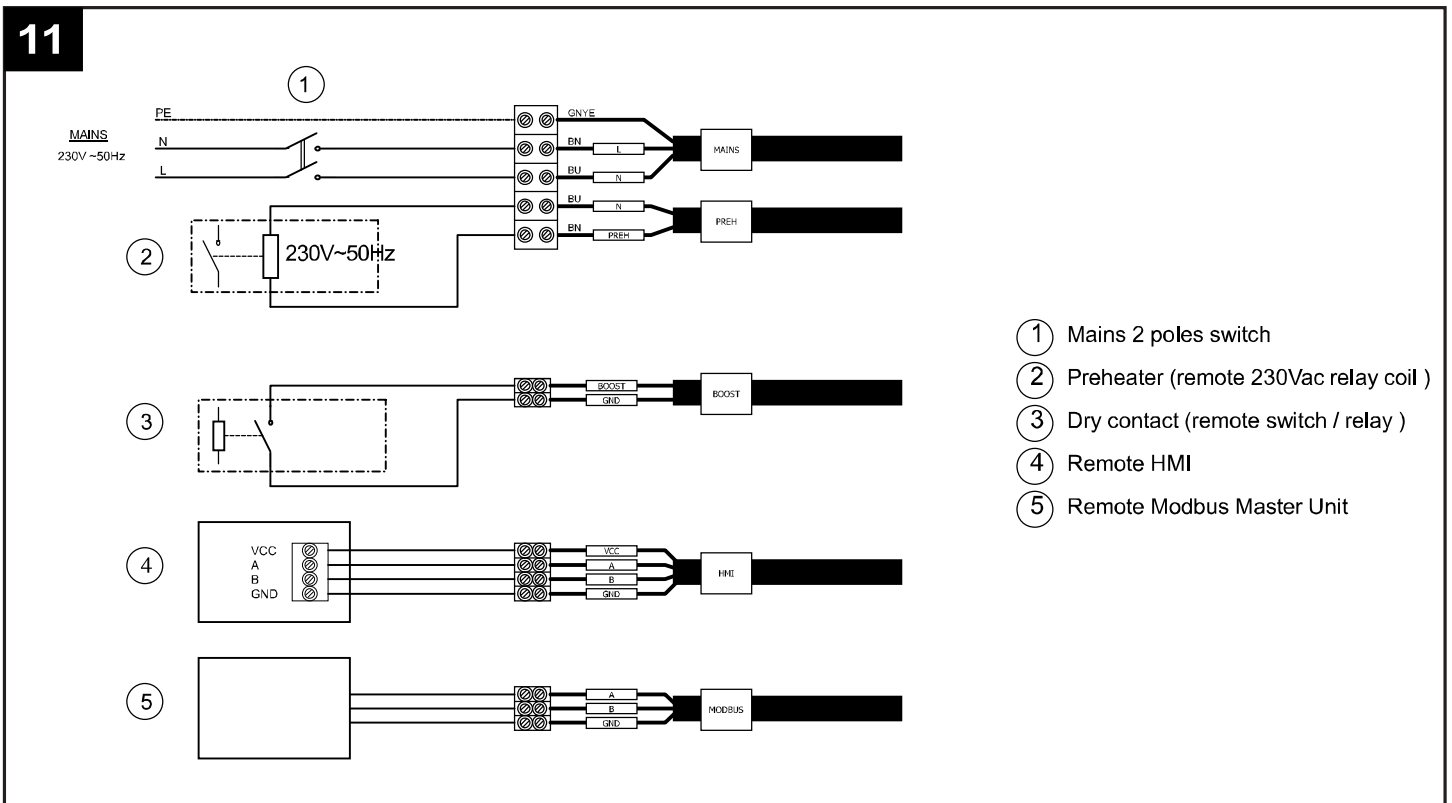 11
1
PE
GNYE
MAINS
N
BN
L
MAINS
230V ~50Hz
L
BU
N
BU
N
PREH
2
230V~50Hz
BN
PREH
1 Mains 2 poles switch
2 Preheater (remote 230Vac relay coil )
3 Dry contact (remote switch / relay )
4 Remote HMI
5 Remote Modbus Master Unit
3
BOOST
GND
BOOST
4
VCC
A
B
GND
VCC
A
B
GND
HMI
5
A
B
GND
MODBUS